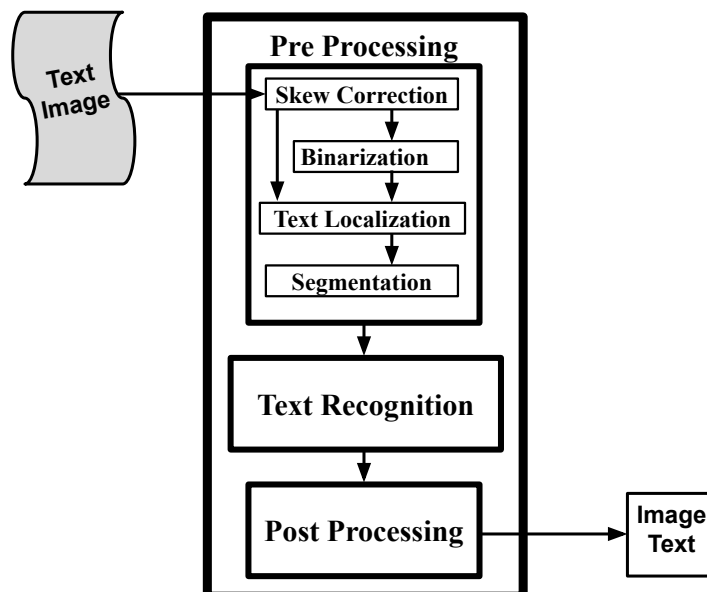 Pre Processing
Text
Image
Skew Correction
Binarization
Text Localization
Segmentation
Text Recognition
Post Processing
Image
Text